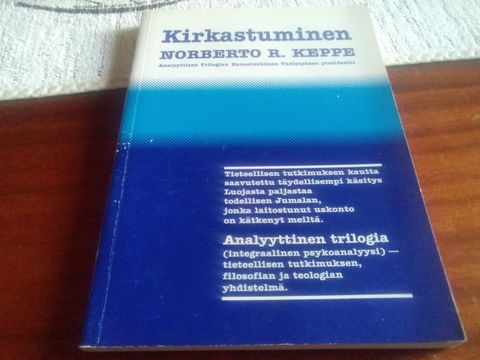 Kirkastuminen
NORBERTO R. KEPPE
Analyyttisen Trilogian Kansainvälisen Yhdistyksen presidentti
Tieteellisen tutkimuksen kautta
saavutettu täydellisempi käsitys
Luojasta paljastaa
todellisen Jumalan,
jonka laitostunut uskonto
on kätkenyt meiltä.
Analyyttinen trilogia
(integraalinen psykoanalyysi) —
tieteellisen tutkimuksen,
filosofian ja teologian
yhdistelmä.